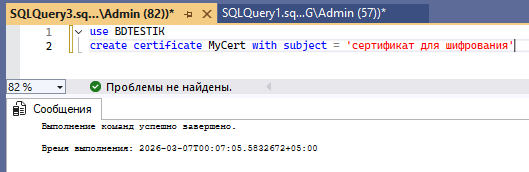 SQLQuery3.sq...\Admin (82))*
SQLQuery1.sq...G\Admin (57))*
1 use BDTESTIK
2 create certificate MyCert with subject = 'сертификат для шифрования'
82 % Проблемы не найдены.
Сообщения
Выполнение команд успешно завершено.
Время выполнения: 2026-03-07T00:07:05.5832672+05:00